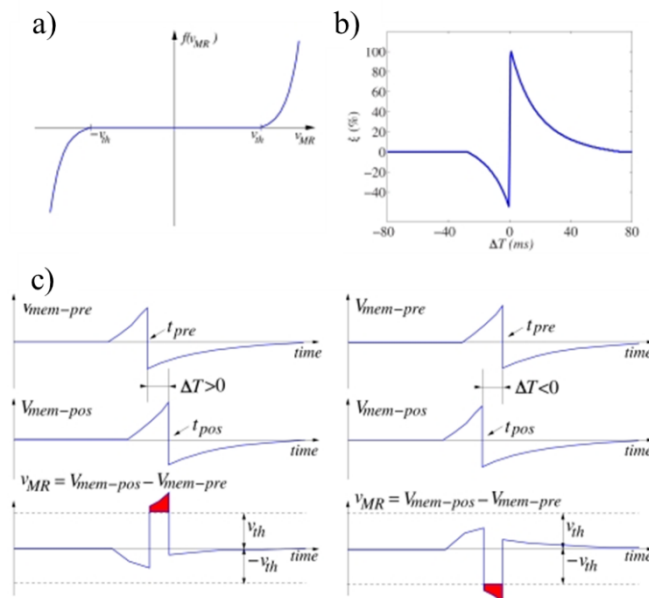 a)
f(v_MR)
−v_th
v_th
v_MR
b)
100
80
60
40
20
0
−20
−40
ξ (%)
−80
−40
0
40
80
ΔT (ms)
c)
v_mem−pre
t_pre
time
ΔT>0
V_mem−pos
t_pos
time
v_MR = V_mem−pos − V_mem−pre
v_th
−v_th
time
V_mem−pre
t_pre
time
ΔT<0
V_mem−pos
t_pos
time
v_MR = V_mem−pos − V_mem−pre
v_th
−v_th
time